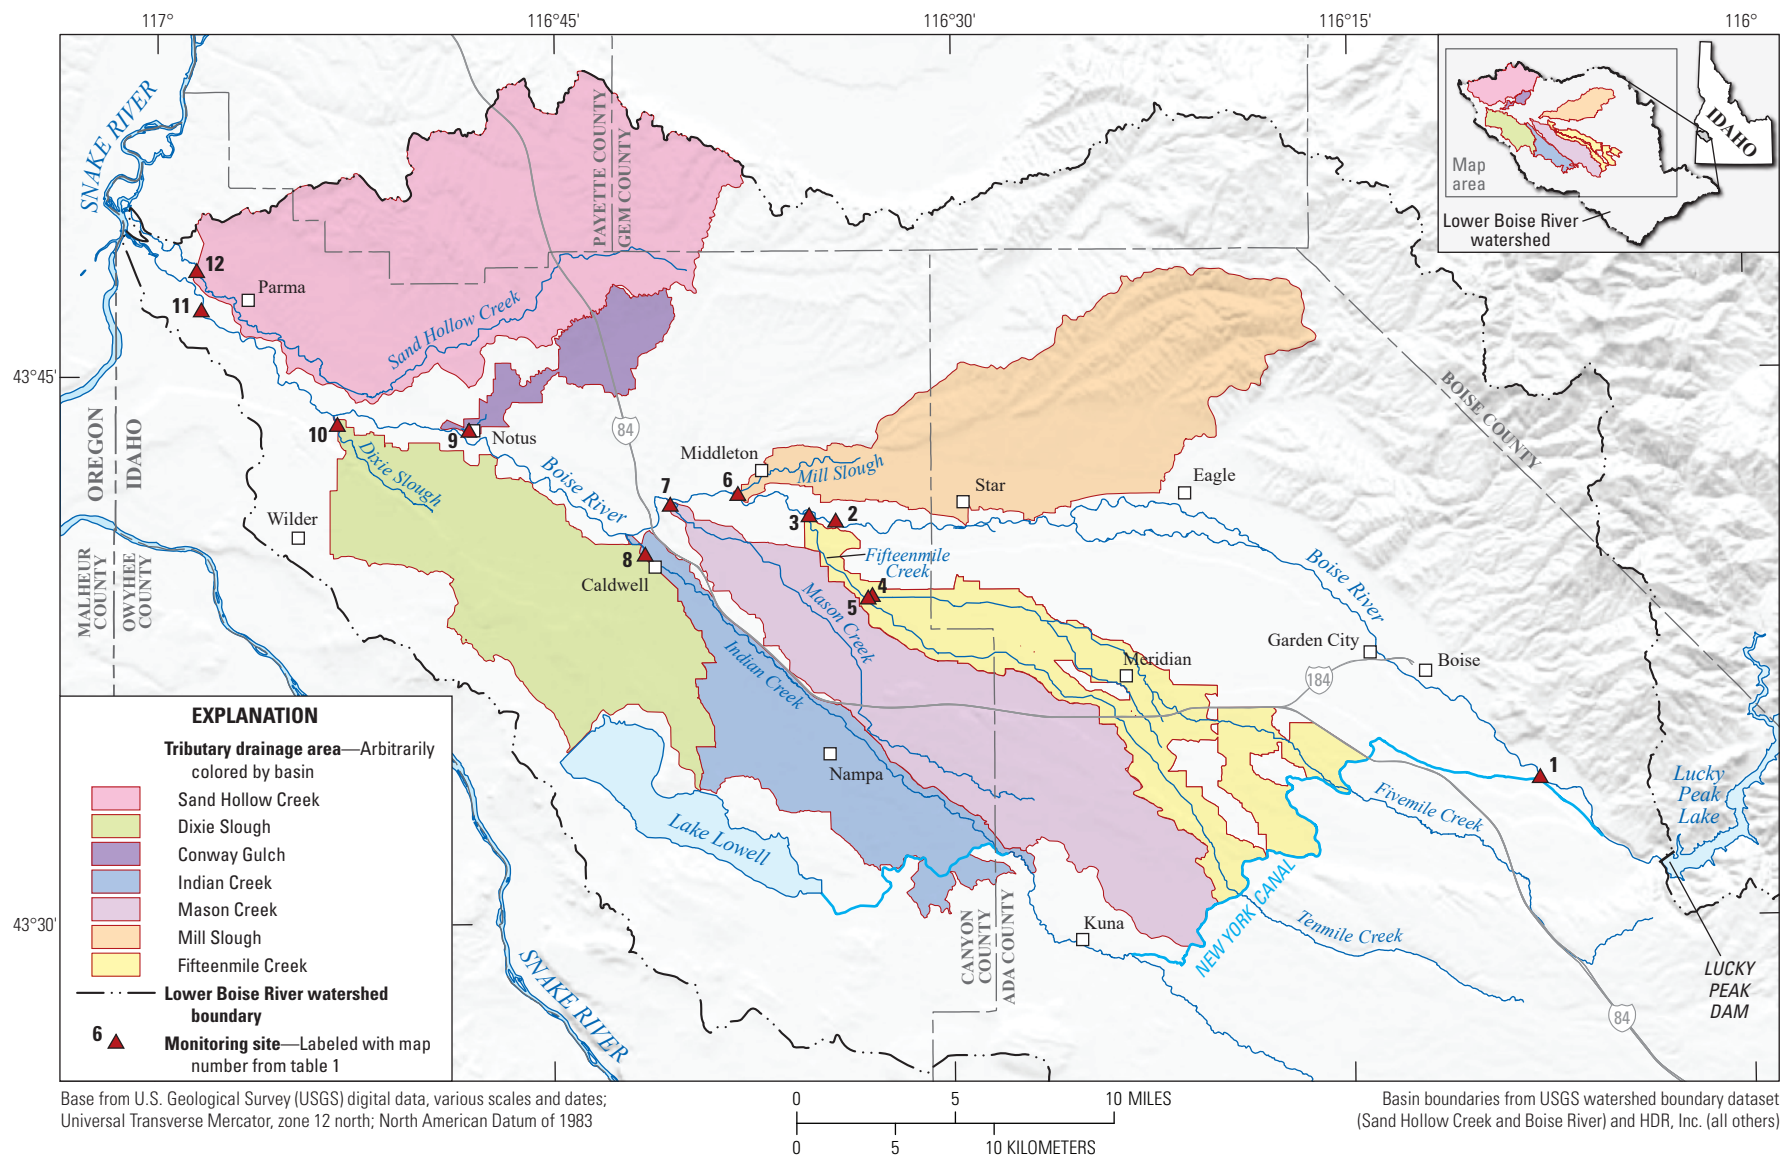 117°
116°45'
116°30'
116°15'
116°
SNAKE RIVER
PAYETTE COUNTY
GEM COUNTY
IDAHO
Map
area
Lower Boise River
watershed
12
Parma
11
Sand Hollow Creek
43°45'
BOISE COUNTY
OREGON
IDAHO
10
9
Notus
84
Dixie Slough
Boise River
Middleton
Mill Slough
6
7
Star
Eagle
3
2
Wilder
MALHEUR
COUNTY
OWYHEE
COUNTY
8
Caldwell
Fifteenmile
Creek
4
5
Mason Creek
Boise River
Indian Creek
Meridian
Garden City
Boise
184
Nampa
Lake Lowell
1
Fivemile Creek
Lucky
Peak
Lake
43°30'
CANYON
COUNTY
ADA COUNTY
Kuna
NEW YORK CANAL
Tenmile Creek
LUCKY
PEAK
DAM
84
SNAKE RIVER
EXPLANATION
Tributary drainage area—Arbitrarily
colored by basin
Sand Hollow Creek
Dixie Slough
Conway Gulch
Indian Creek
Mason Creek
Mill Slough
Fifteenmile Creek
Lower Boise River watershed
boundary
6
Monitoring site—Labeled with map
number from table 1
Base from U.S. Geological Survey (USGS) digital data, various scales and dates;
Universal Transverse Mercator, zone 12 north; North American Datum of 1983
0 5 10 MILES
0 5 10 KILOMETERS
Basin boundaries from USGS watershed boundary dataset
(Sand Hollow Creek and Boise River) and HDR, Inc. (all others)